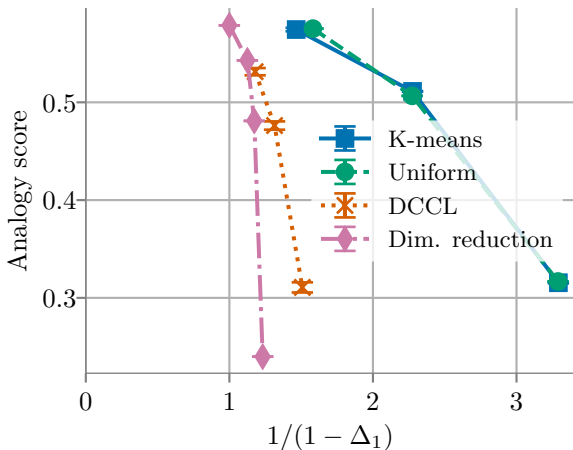 0.5
0.4
0.3
Analogy score
K-means
Uniform
DCCL
Dim. reduction
0 1 2 3
1/(1 − Δ₁)